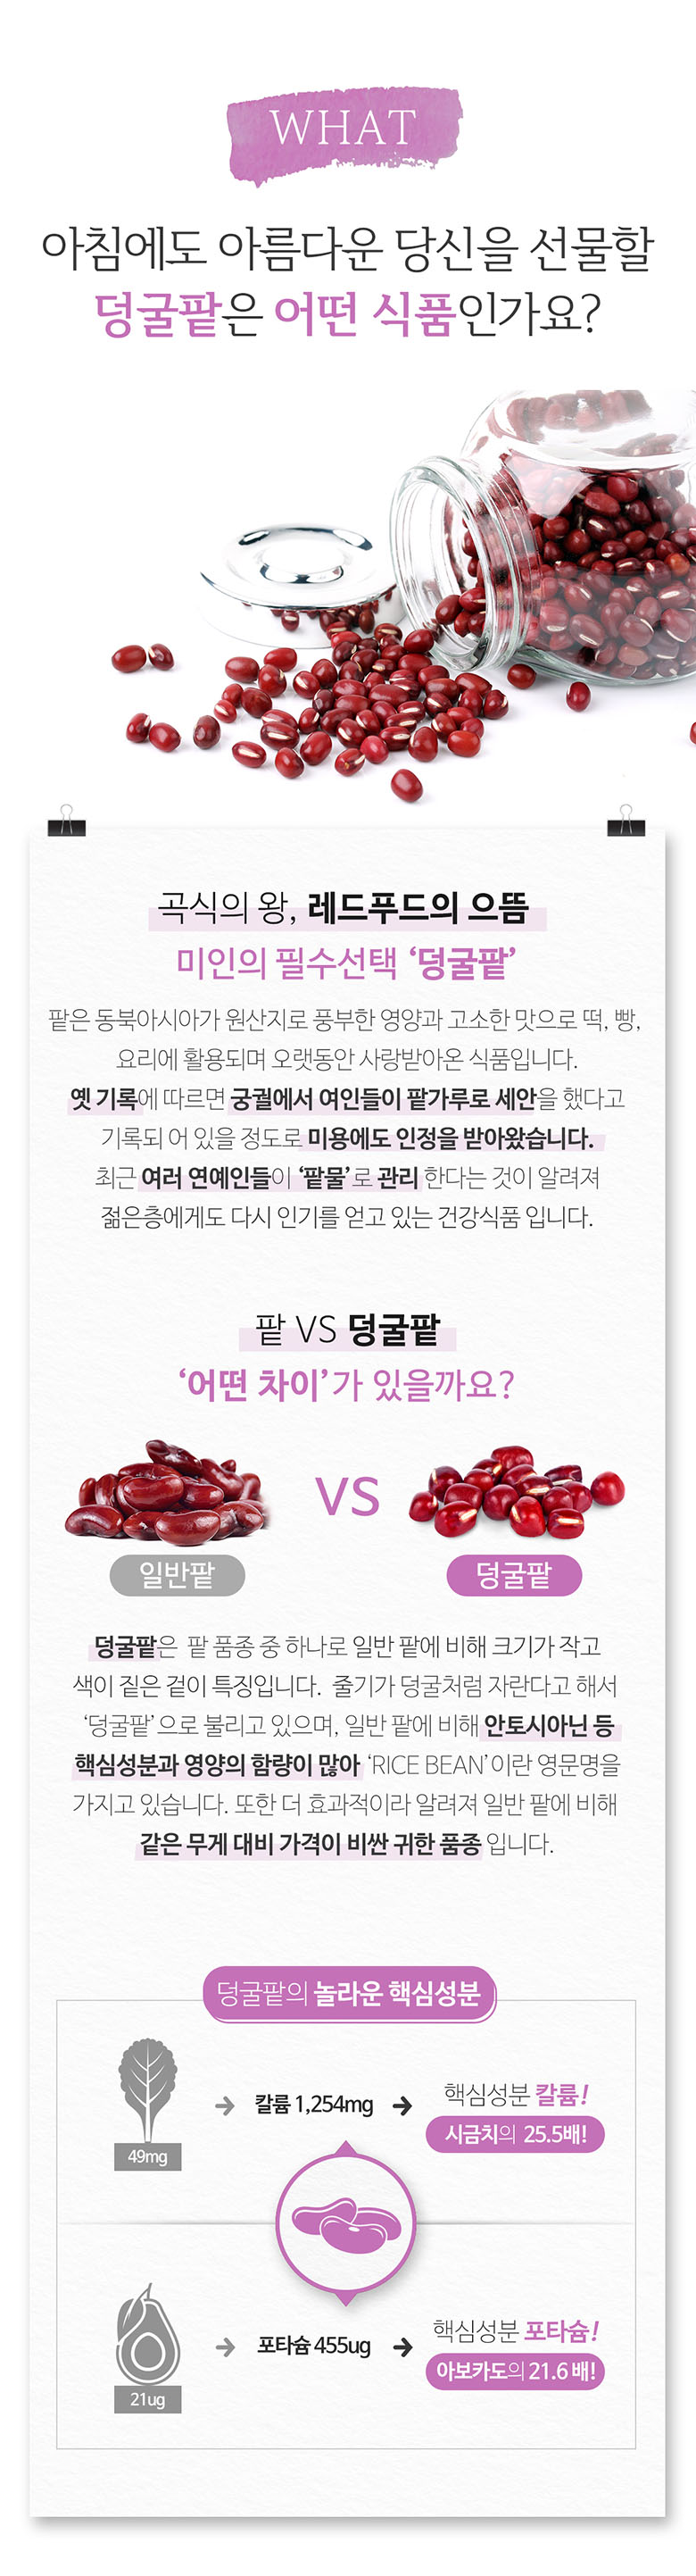 WHAT
아침에도 아름다운 당신을 선물할
덩굴팥은 어떤 식품인가요?
곡식의 왕, 레드푸드의 으뜸
미인의 필수선택 ‘덩굴팥’
팥은 동북아시아가 원산지로 풍부한 영양과 고소한 맛으로 떡, 빵,
요리에 활용되며 오랫동안 사랑받아온 식품입니다.
옛 기록에 따르면 궁궐에서 여인들이 팥가루로 세안을 했다고
기록되 어 있을 정도로 미용에도 인정을 받아왔습니다.
최근 여러 연예인들이 ‘팥물’로 관리 한다는 것이 알려져
젊은층에게도 다시 인기를 얻고 있는 건강식품 입니다.
팥 VS 덩굴팥
‘어떤 차이’가 있을까요?
VS
일반팥
덩굴팥
덩굴팥은 팥 품종 중 하나로 일반 팥에 비해 크기가 작고
색이 짙은 겉이 특징입니다. 줄기가 덩굴처럼 자란다고 해서
‘덩굴팥’으로 불리고 있으며, 일반 팥에 비해 안토시아닌 등
핵심성분과 영양의 함량이 많아 ‘RICE BEAN’이란 영문명을
가지고 있습니다. 또한 더 효과적이라 알려져 일반 팥에 비해
같은 무게 대비 가격이 비싼 귀한 품종 입니다.
덩굴팥의 놀라운 핵심성분
49mg
칼륨 1,254mg
핵심성분 칼륨!
시금치의 25.5배!
21ug
포타슘 455ug
핵심성분 포타슘!
아보카도의 21.6 배!